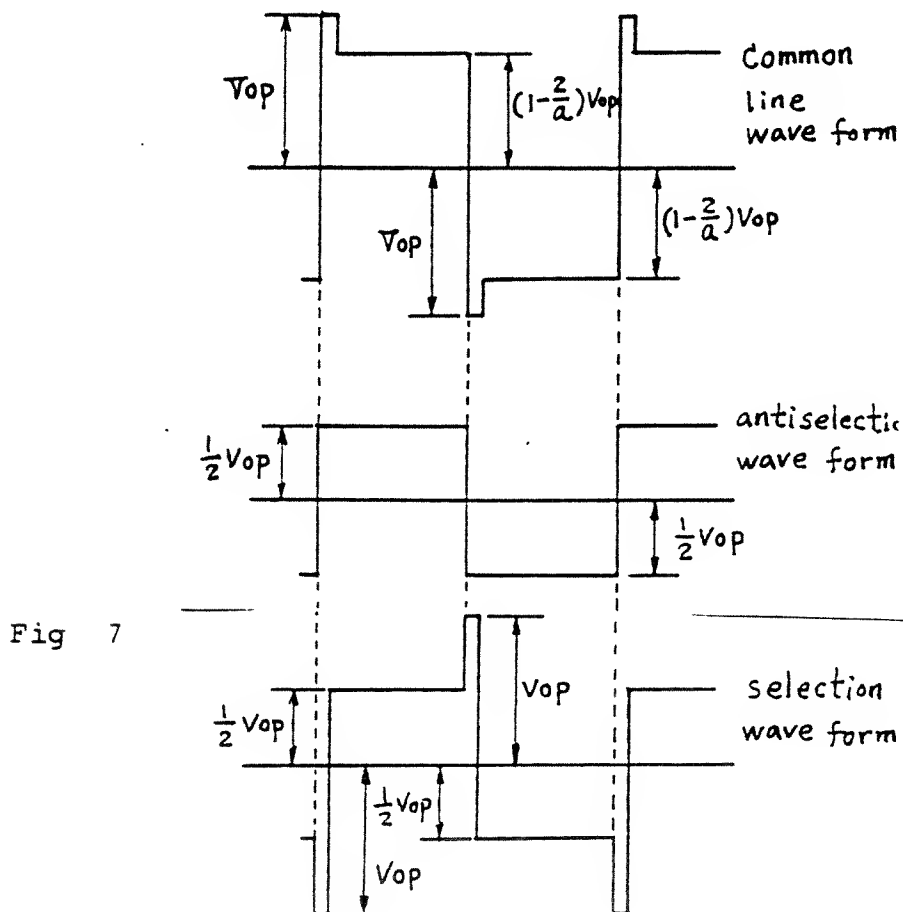 Vop
(1-2/a)Vop
Common
line
wave form
Vop
(1-2/a)Vop
1/2 Vop
antiselectic
wave form
1/2 Vop
Fig 7
1/2 Vop
Vop
selection
wave form
1/2 Vop
Vop